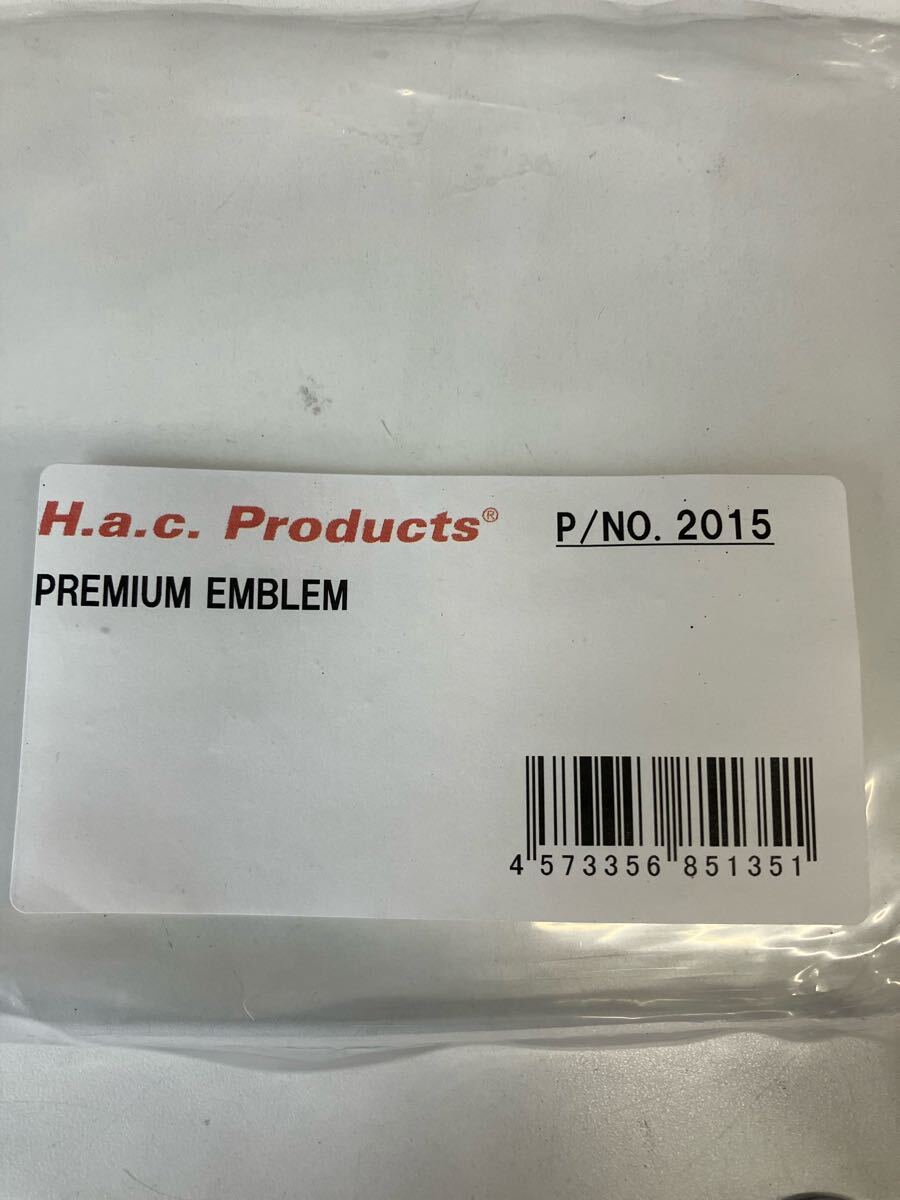 H.a.c. Products® P/NO. 2015
PREMIUM EMBLEM
4 573356 851351